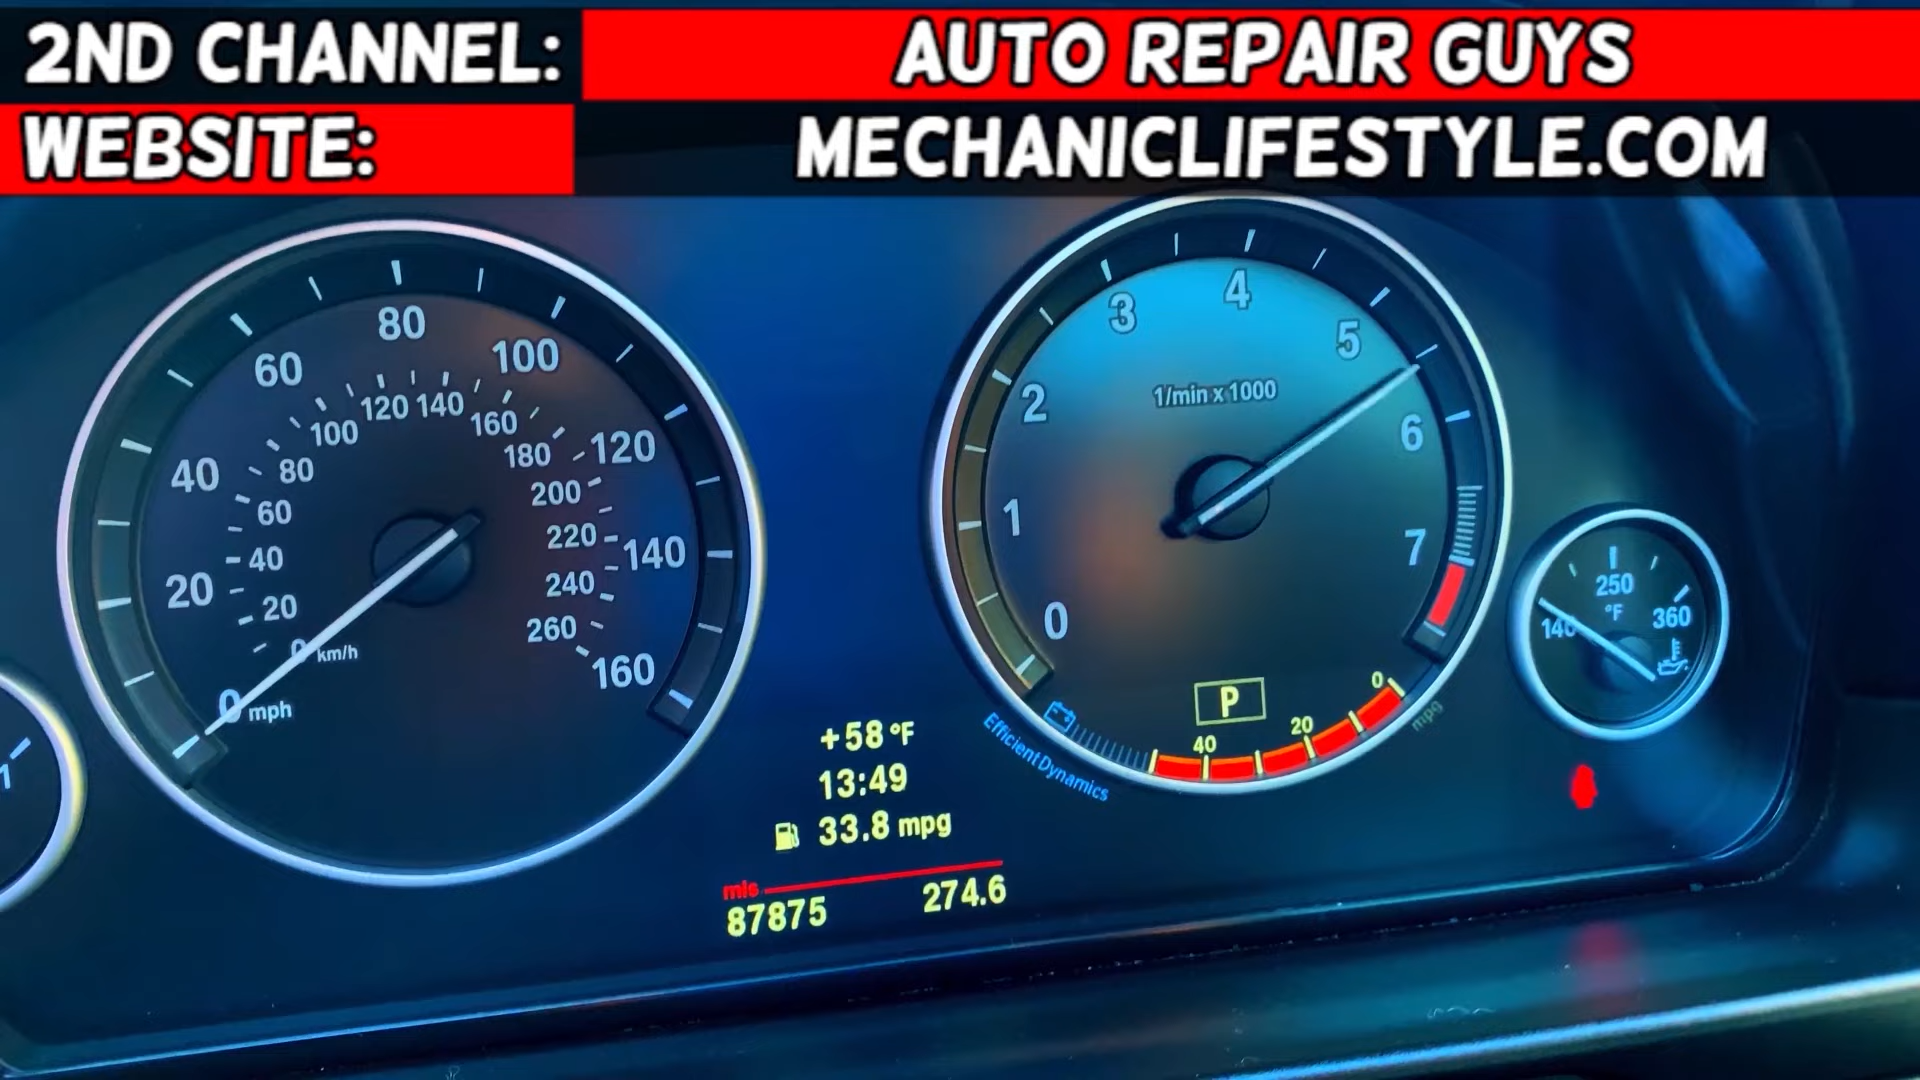 2ND CHANNEL: AUTO REPAIR GUYS
WEBSITE: MECHANICLIFESTYLE.COM
0 20 40 60 80 100 120 140 160
mph
0 20 40 60 80 100 120 140 160 180 200 220 240 260
km/h
0 1 2 3 4 5 6 7
1/min x 1000
P
40 20 0
mpg
EfficientDynamics
140 250 360
°F
1
+58 °F
13:49
33.8 mpg
mls
87875 274.6